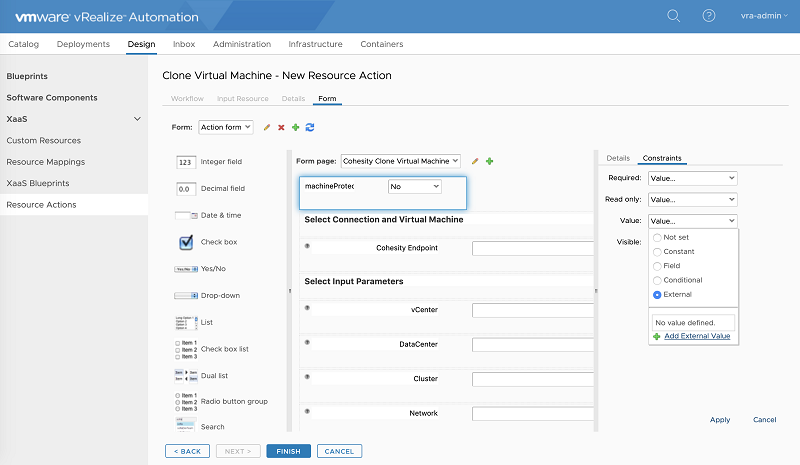 vmware vRealize Automation
vra-admin
Catalog Deployments Design Inbox Administration Infrastructure Containers
Blueprints
Software Components
XaaS
Custom Resources
Resource Mappings
XaaS Blueprints
Resource Actions
Clone Virtual Machine - New Resource Action
Workflow Input Resource Details Form
Form: Action form
123 Integer field
0.0 Decimal field
Date & time
Check box
Yes/No Yes/No
Drop-down
List
Item 1
Item 2
Item 3
Check box list
Dual list
Item 1
Item 2
Item 3
Radio button group
Search
Form page: Cohesity Clone Virtual Machine
machineProtec No
Select Connection and Virtual Machine
Cohesity Endpoint
Select Input Parameters
vCenter
DataCenter
Cluster
Network
Details Constraints
Required: Value...
Read only: Value...
Value: Value...
Visible:
Not set
Constant
Field
Conditional
External
No value defined.
Add External Value
Apply Cancel
< BACK NEXT > FINISH CANCEL